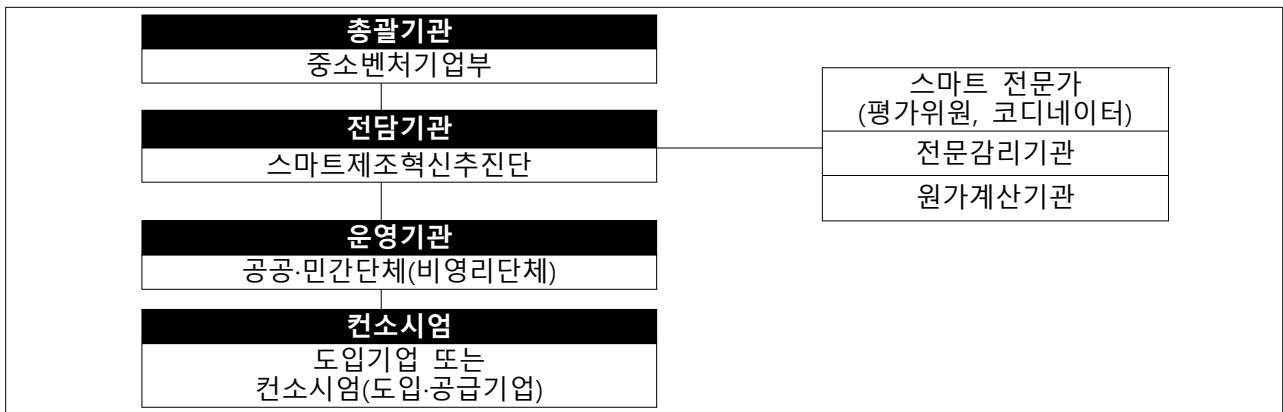 총괄기관
중소벤처기업부
전담기관
스마트제조혁신추진단
스마트 전문가
(평가위원, 코디네이터)
전문감리기관
원가계산기관
운영기관
공공·민간단체(비영리단체)
컨소시엄
도입기업 또는
컨소시엄(도입·공급기업)